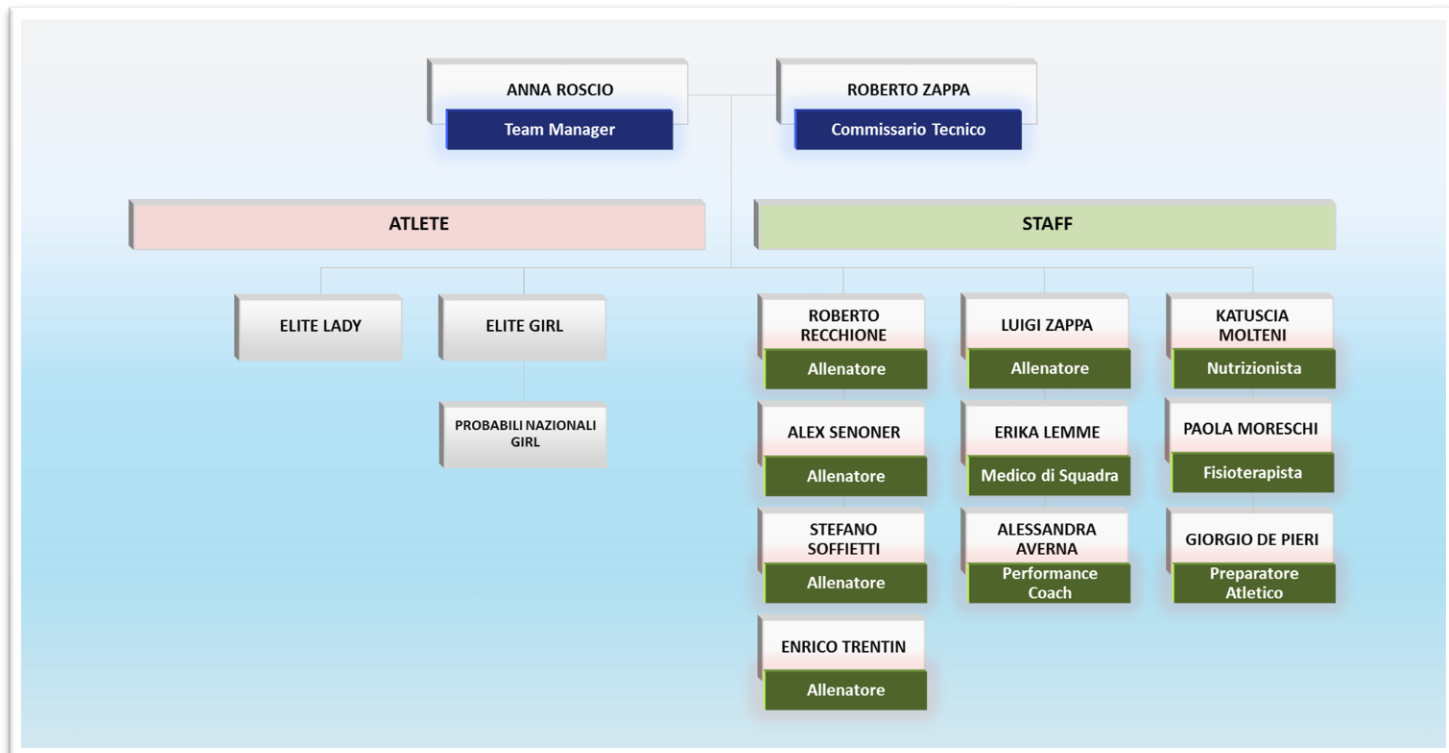 ANNA ROSCIO
Team Manager
ROBERTO ZAPPA
Commissario Tecnico
ATLETE
STAFF
ELITE LADY
ELITE GIRL
PROBABILI NAZIONALI
GIRL
ROBERTO
RECCHIONE
Allenatore
ALEX SENONER
Allenatore
STEFANO
SOFFIETTI
Allenatore
ENRICO TRENTIN
Allenatore
LUIGI ZAPPA
Allenatore
ERIKA LEMME
Medico di Squadra
ALESSANDRA
AVERNA
Performance
Coach
KATUSCIA
MOLTENI
Nutrizionista
PAOLA MORESCHI
Fisioterapista
GIORGIO DE PIERI
Preparatore
Atletico